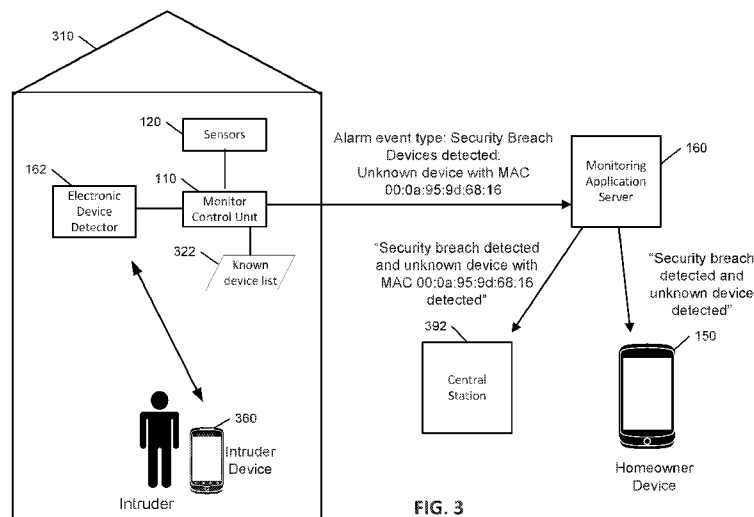 310
120
Sensors
Alarm event type: Security Breach
Devices detected:
Unknown device with MAC
00:0a:95:9d:68:16
160
Monitoring
Application
Server
162
Electronic
Device
Detector
110
Monitor
Control Unit
322
Known
device list
"Security breach detected
and unknown device with
MAC 00:0a:95:9d:68:16
detected"
"Security breach
detected and
unknown device
detected"
392
Central
Station
150
Homeowner
Device
360
Intruder
Device
Intruder
FIG. 3